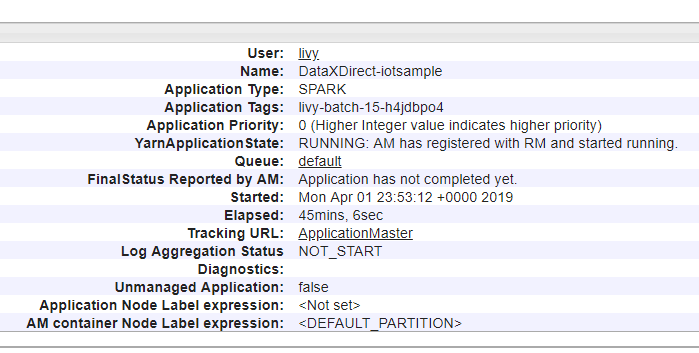 User: livy
Name: DataXDirect-iotsample
Application Type: SPARK
Application Tags: livy-batch-15-h4jdbpo4
Application Priority: 0 (Higher Integer value indicates higher priority)
YarnApplicationState: RUNNING: AM has registered with RM and started running.
Queue: default
FinalStatus Reported by AM: Application has not completed yet.
Started: Mon Apr 01 23:53:12 +0000 2019
Elapsed: 45mins, 6sec
Tracking URL: ApplicationMaster
Log Aggregation Status NOT_START
Diagnostics:
Unmanaged Application: false
Application Node Label expression: <Not set>
AM container Node Label expression: <DEFAULT_PARTITION>